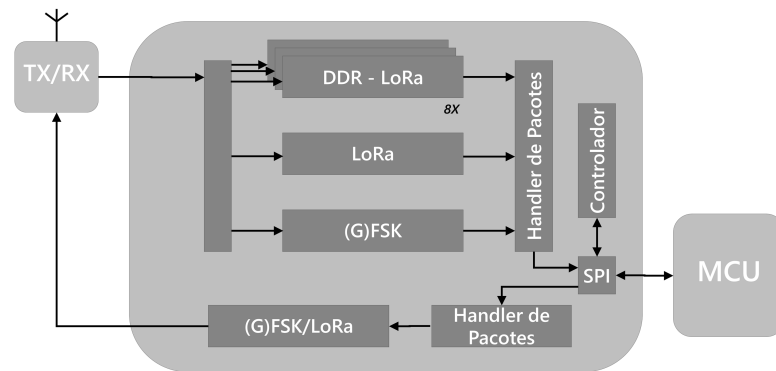 TX/RX
DDR - LoRa
8X
LoRa
(G)FSK
Handler de Pacotes
Controlador
SPI
MCU
(G)FSK/LoRa
Handler de
Pacotes